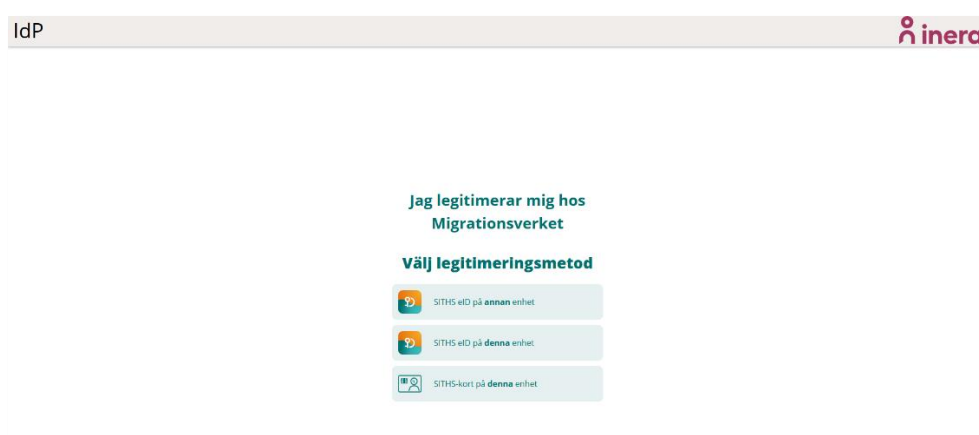 IdP
inera
Jag legitimerar mig hos
Migrationsverket
Välj legitimeringsmetod
SITHS eID på annan enhet
SITHS eID på denna enhet
SITHS-kort på denna enhet